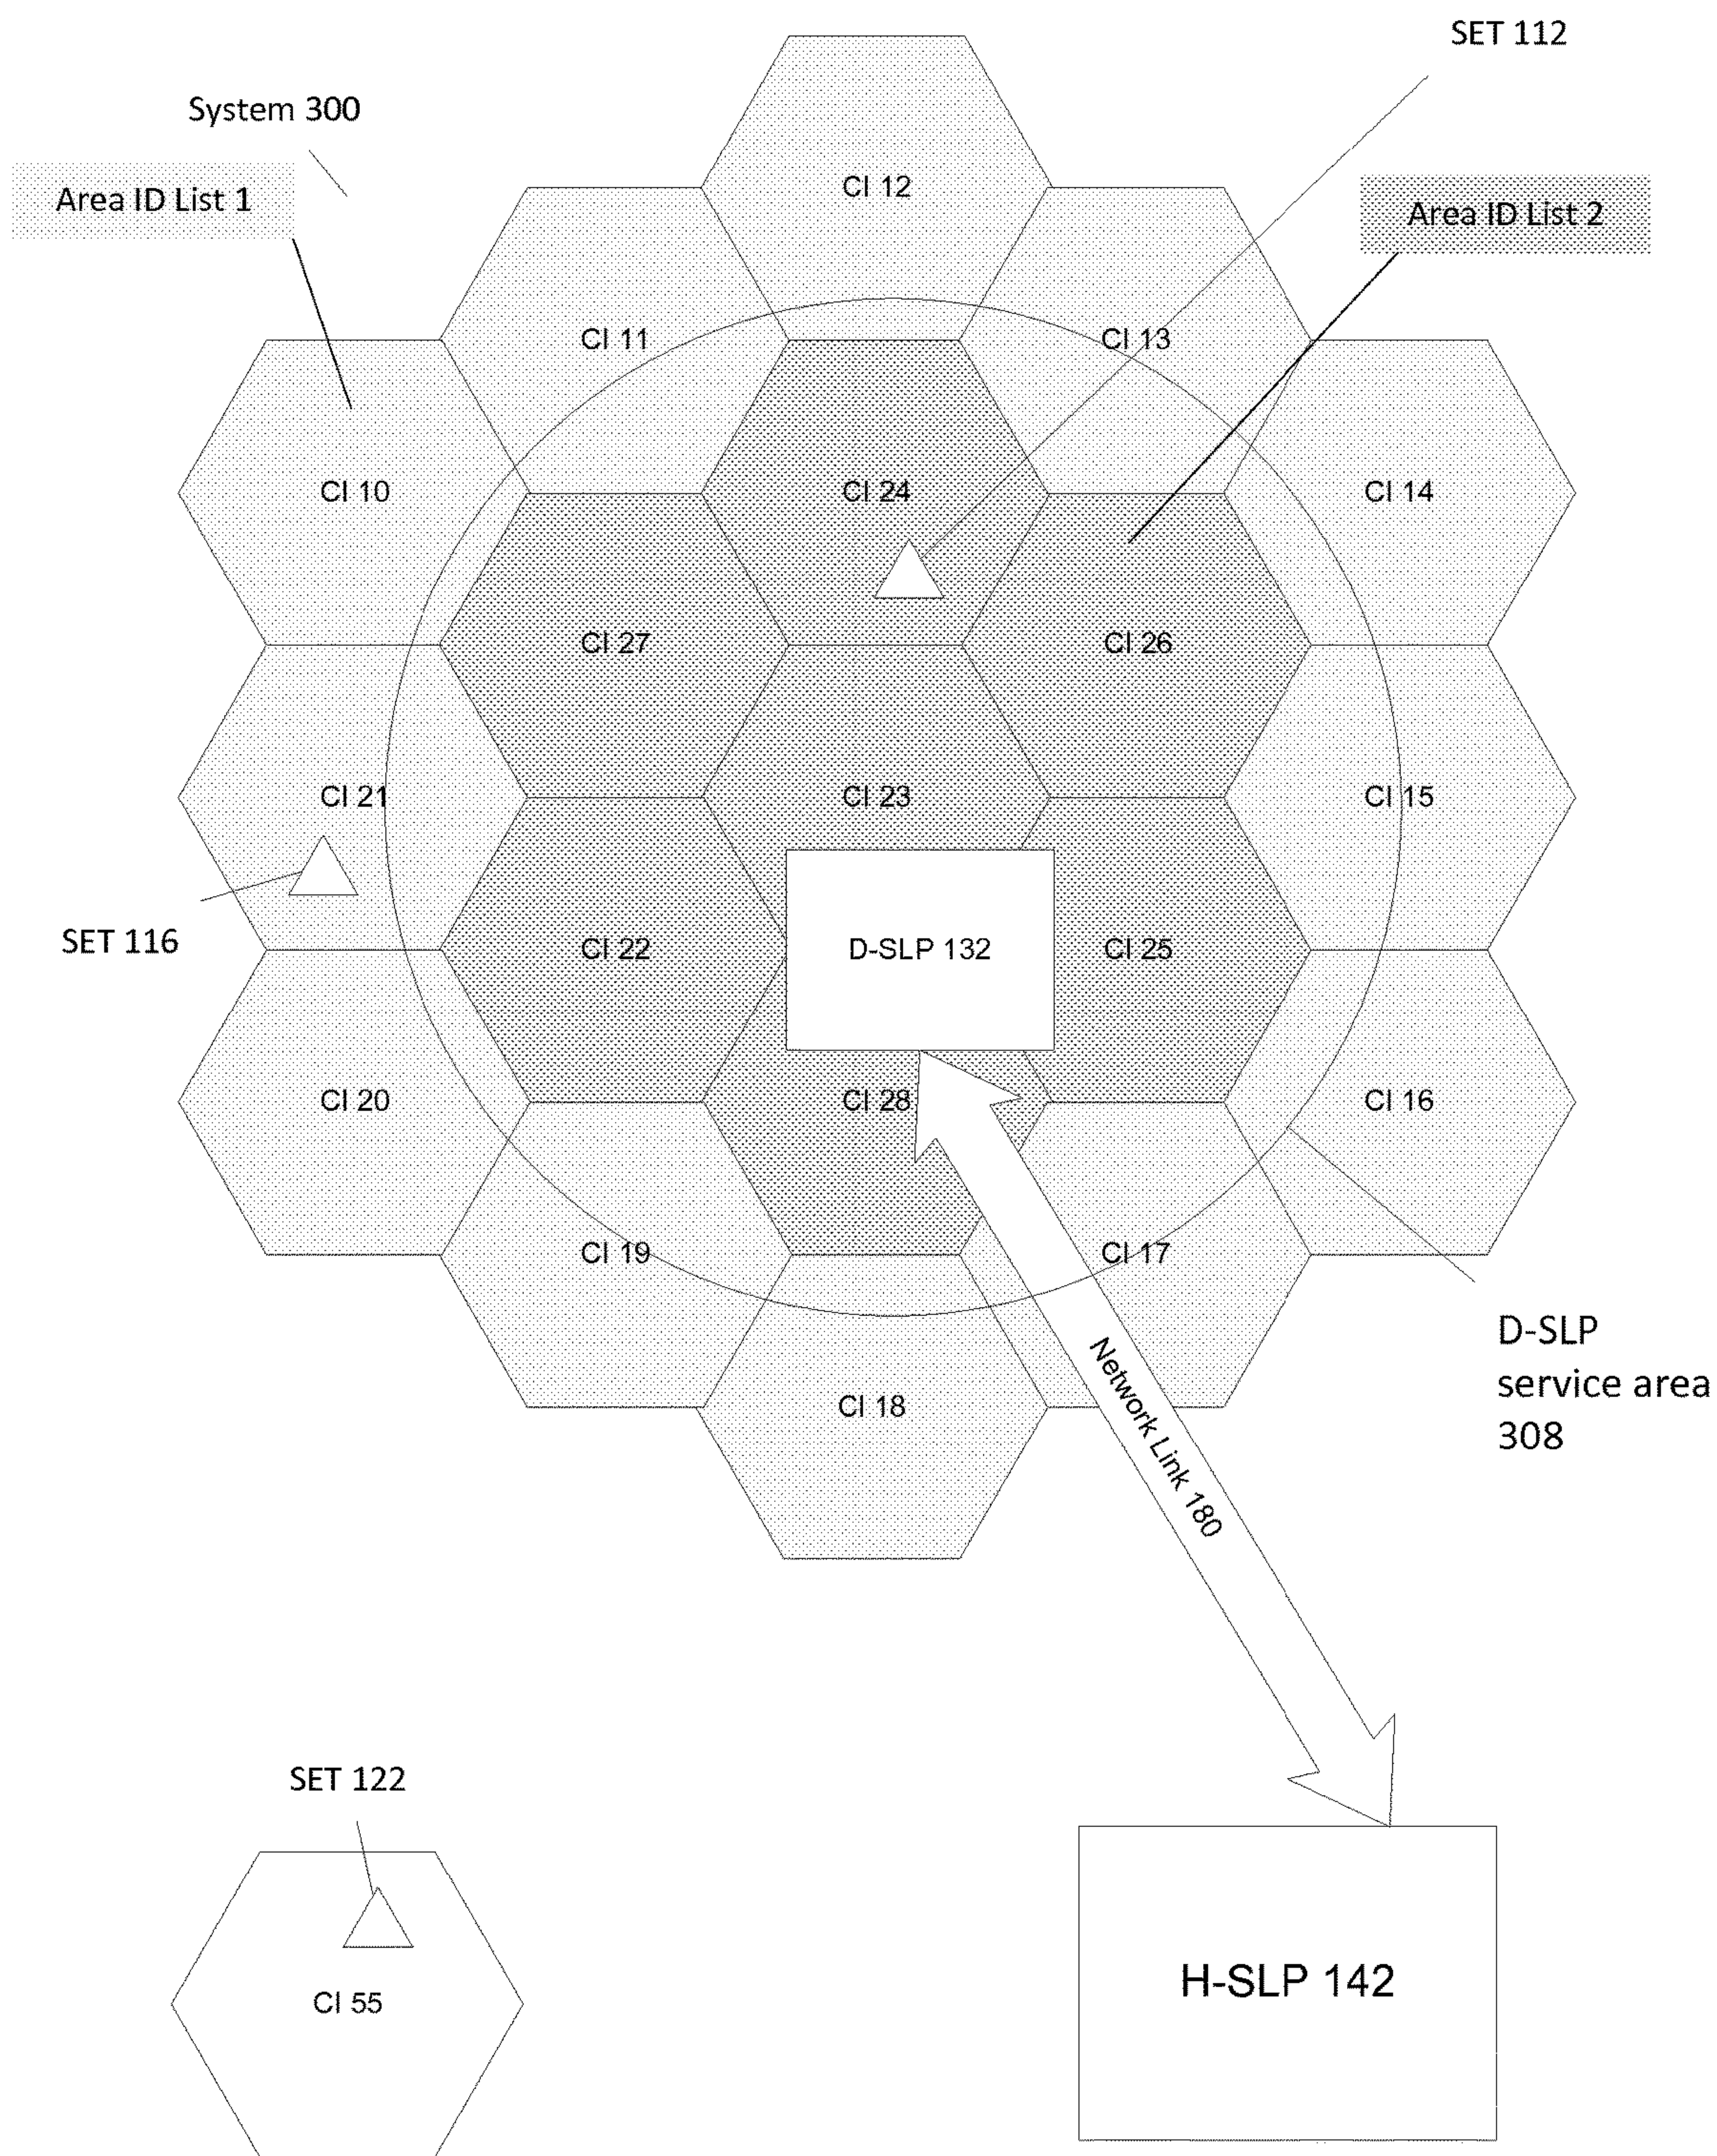 SET 112
System 300
Area ID List 1
CI 12
Area ID List 2
CI 11
CI 13
CI 10
CI 24
CI 14
CI 27
CI 26
CI 21
CI 23
CI 15
SET 116
CI 22
D-SLP 132
CI 25
CI 20
CI 28
CI 16
CI 19
CI 17
D-SLP
service area
308
CI 18
Network Link 180
SET 122
CI 55
H-SLP 142